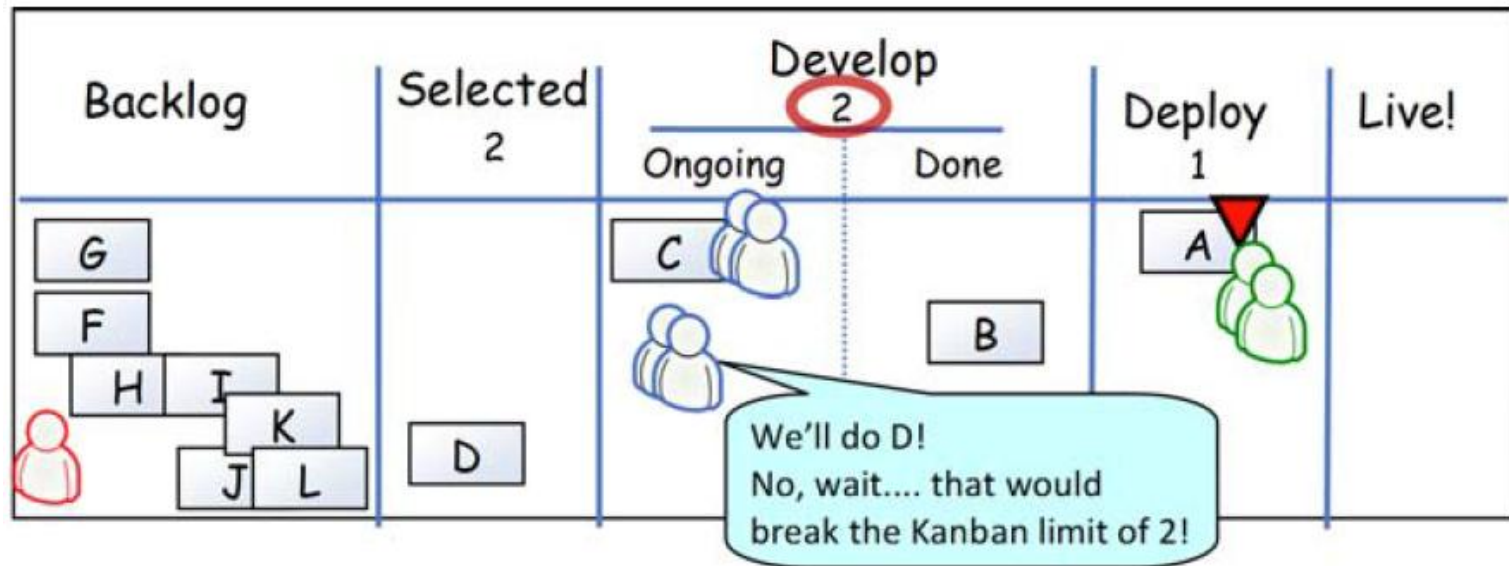 Backlog
Selected
2
Develop
2
Ongoing
Done
Deploy
1
Live!
G
F
H
I
K
J
L
D
C
B
A
We'll do D!
No, wait.... that would
break the Kanban limit of 2!